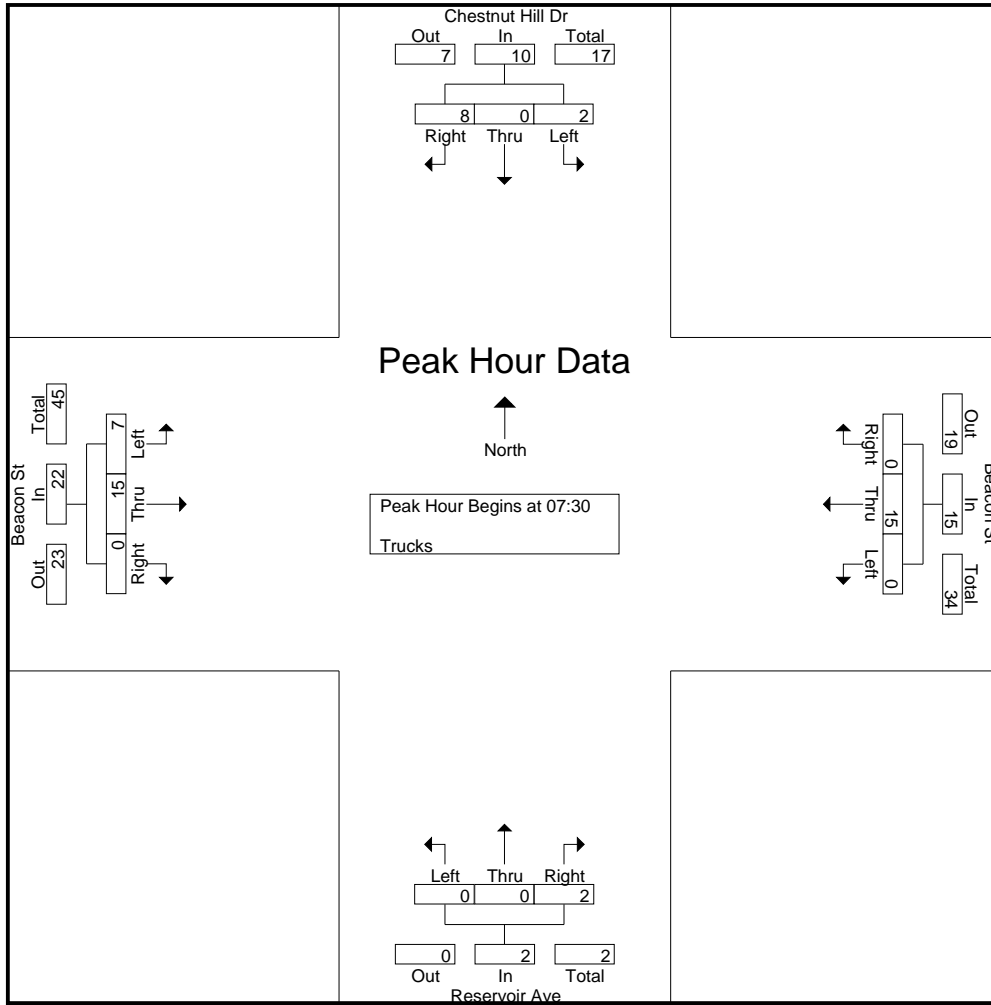 Chestnut Hill Dr
Out In Total
7 10 17
8 0 2
Right Thru Left
Peak Hour Data
North
Peak Hour Begins at 07:30
Trucks
Beacon St
Total In Out
45 22 23
7 15 0
Left Thru Right
Beacon St
Out In Total
19 15 34
0 15 0
Right Thru Left
Left Thru Right
0 0 2
0 2 2
Out In Total
Reservoir Ave